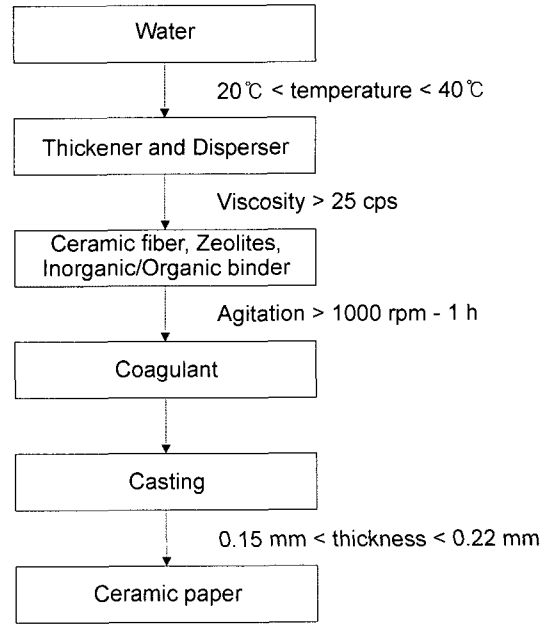 Water
20℃ < temperature < 40℃
Thickener and Disperser
Viscosity > 25 cps
Ceramic fiber, Zeolites,
Inorganic/Organic binder
Agitation > 1000 rpm - 1 h
Coagulant
Casting
0.15 mm < thickness < 0.22 mm
Ceramic paper